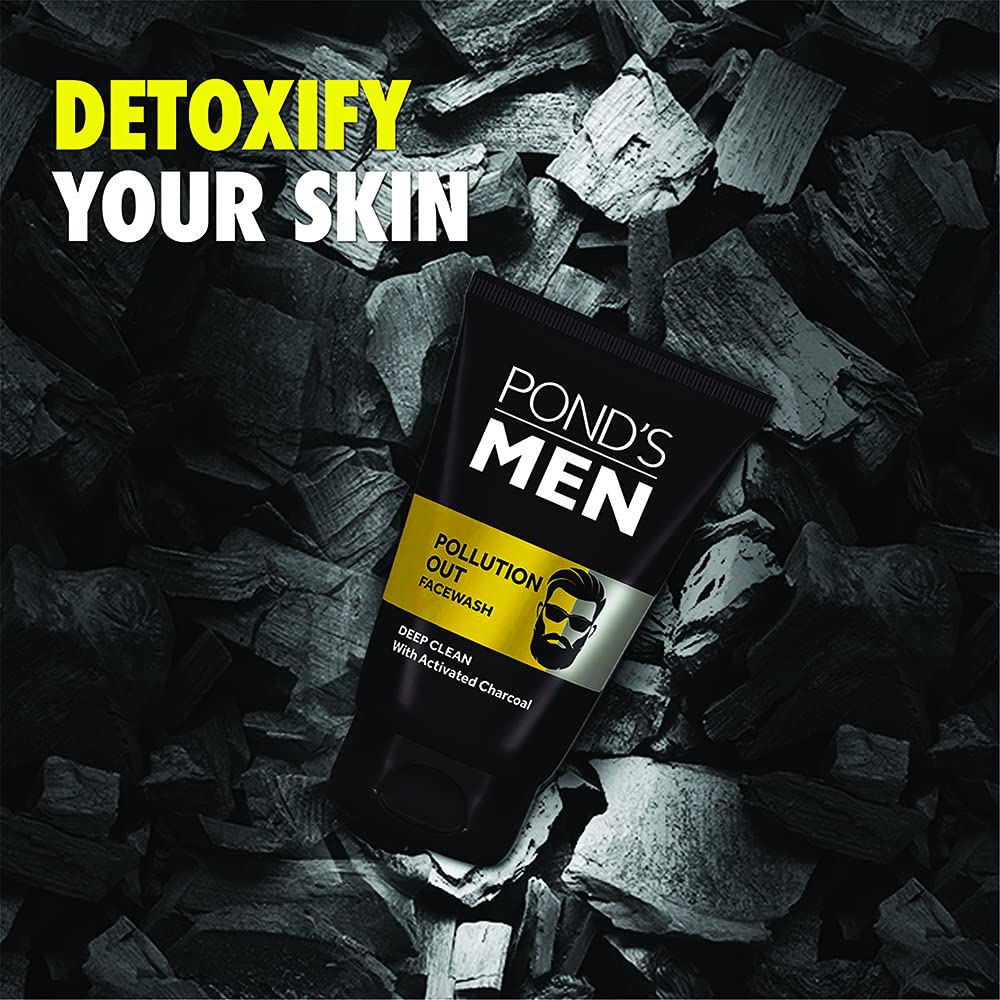 DETOXIFY
YOUR SKIN
POND'S
MEN
POLLUTION
OUT
FACEWASH
DEEP CLEAN
With Activated Charcoal